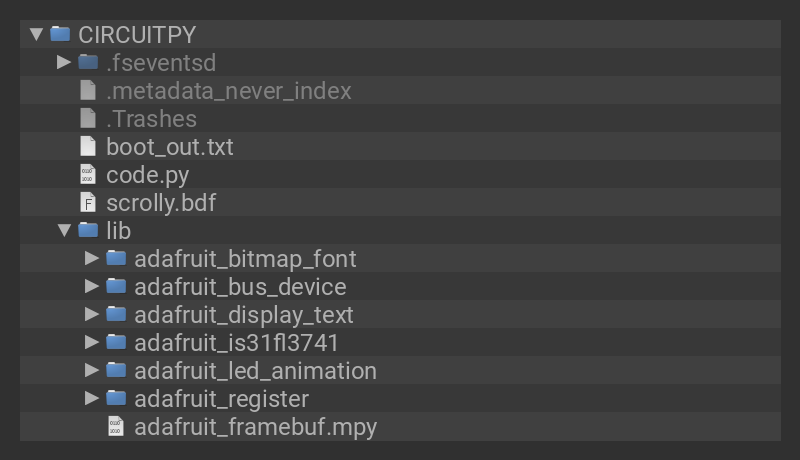 CIRCUITPY
.fseventsd
.metadata_never_index
.Trashes
boot_out.txt
code.py
scrolly.bdf
lib
adafruit_bitmap_font
adafruit_bus_device
adafruit_display_text
adafruit_is31fl3741
adafruit_led_animation
adafruit_register
adafruit_framebuf.mpy